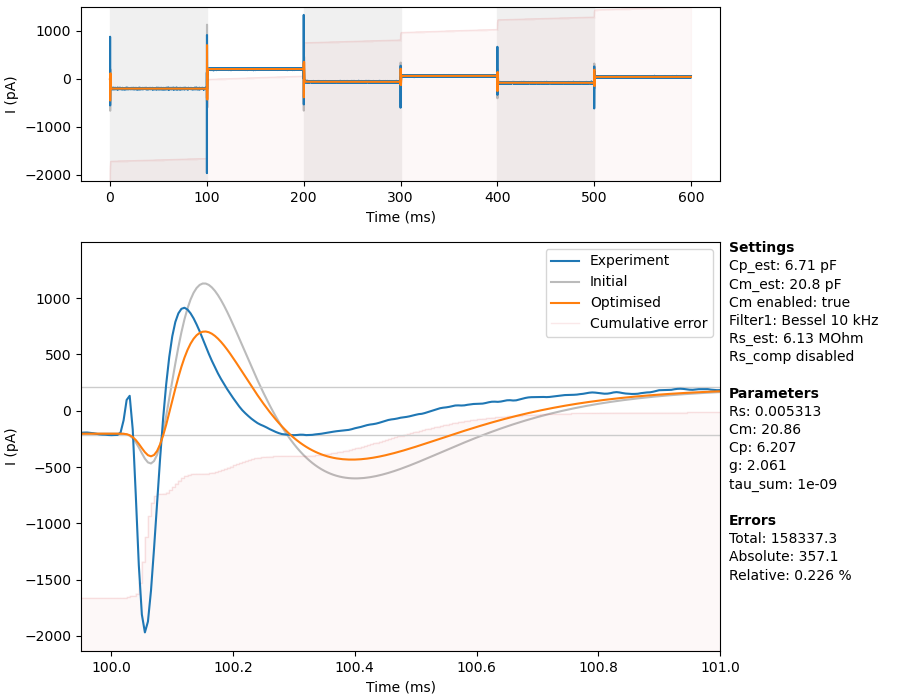 1000
0
−1000
−2000
I (pA)
0 100 200 300 400 500 600
Time (ms)
1000
500
0
−500
−1000
−1500
−2000
I (pA)
100.0 100.2 100.4 100.6 100.8 101.0
Time (ms)
Experiment
Initial
Optimised
Cumulative error
Settings
Cp_est: 6.71 pF
Cm_est: 20.8 pF
Cm enabled: true
Filter1: Bessel 10 kHz
Rs_est: 6.13 MOhm
Rs_comp disabled
Parameters
Rs: 0.005313
Cm: 20.86
Cp: 6.207
g: 2.061
tau_sum: 1e-09
Errors
Total: 158337.3
Absolute: 357.1
Relative: 0.226 %